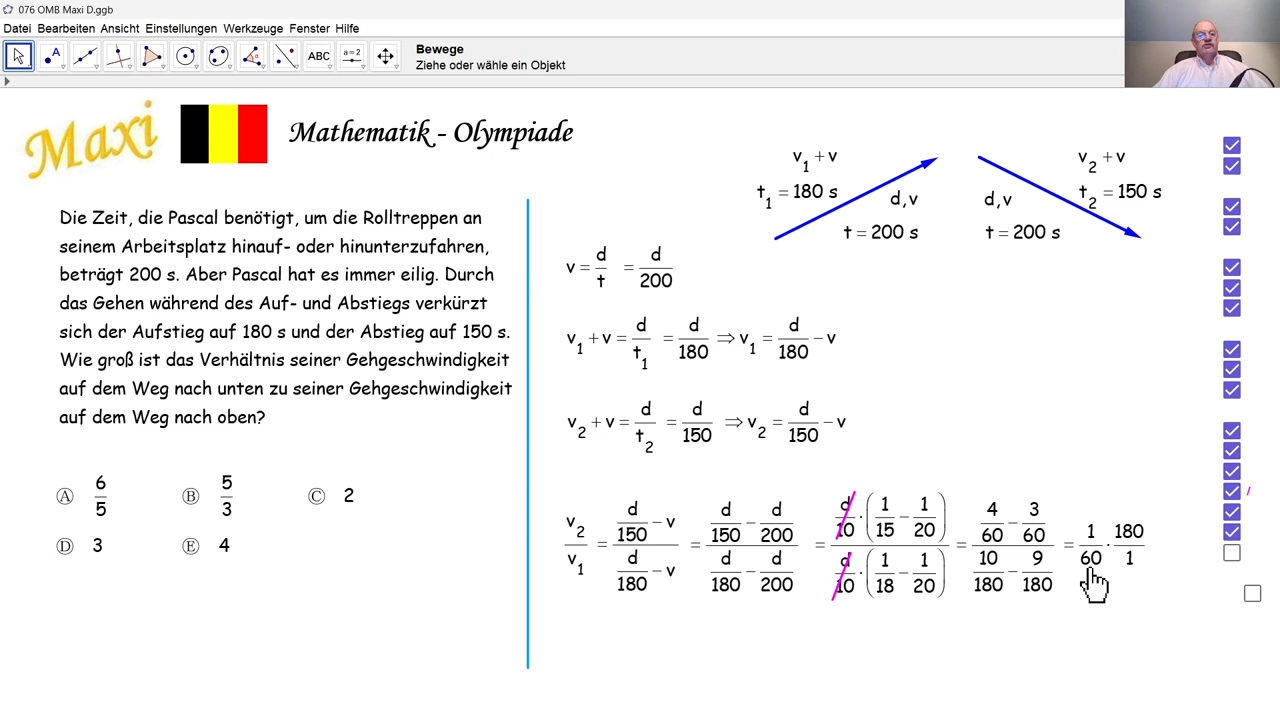 076 OMB Maxi D.ggb
Datei Bearbeiten Ansicht Einstellungen Werkzeuge Fenster Hilfe
A
ABC
a=2
Bewege
Ziehe oder wähle ein Objekt
Maxi
Mathematik - Olympiade
Die Zeit, die Pascal benötigt, um die Rolltreppen an
seinem Arbeitsplatz hinauf- oder hinunterzufahren,
beträgt 200 s. Aber Pascal hat es immer eilig. Durch
das Gehen während des Auf- und Abstiegs verkürzt
sich der Aufstieg auf 180 s und der Abstieg auf 150 s.
Wie groß ist das Verhältnis seiner Gehgeschwindigkeit
auf dem Weg nach unten zu seiner Gehgeschwindigkeit
auf dem Weg nach oben?
Ⓐ 6/5 Ⓑ 5/3 Ⓒ 2
Ⓓ 3 Ⓔ 4
v₁ + v
t₁ = 180 s
d, v
t = 200 s
v₂ + v
t₂ = 150 s
d, v
t = 200 s
v = d/t = d/200
v₁ + v = d/t₁ = d/180 ⇒ v₁ = d/180 − v
v₂ + v = d/t₂ = d/150 ⇒ v₂ = d/150 − v
v₂/v₁ = (d/150 − v)/(d/180 − v) = (d/150 − d/200)/(d/180 − d/200) = (d/10 · (1/15 − 1/20))/(d/10 · (1/18 − 1/20)) = (4/60 − 3/60)/(10/180 − 9/180) = 1/60 · 180/1